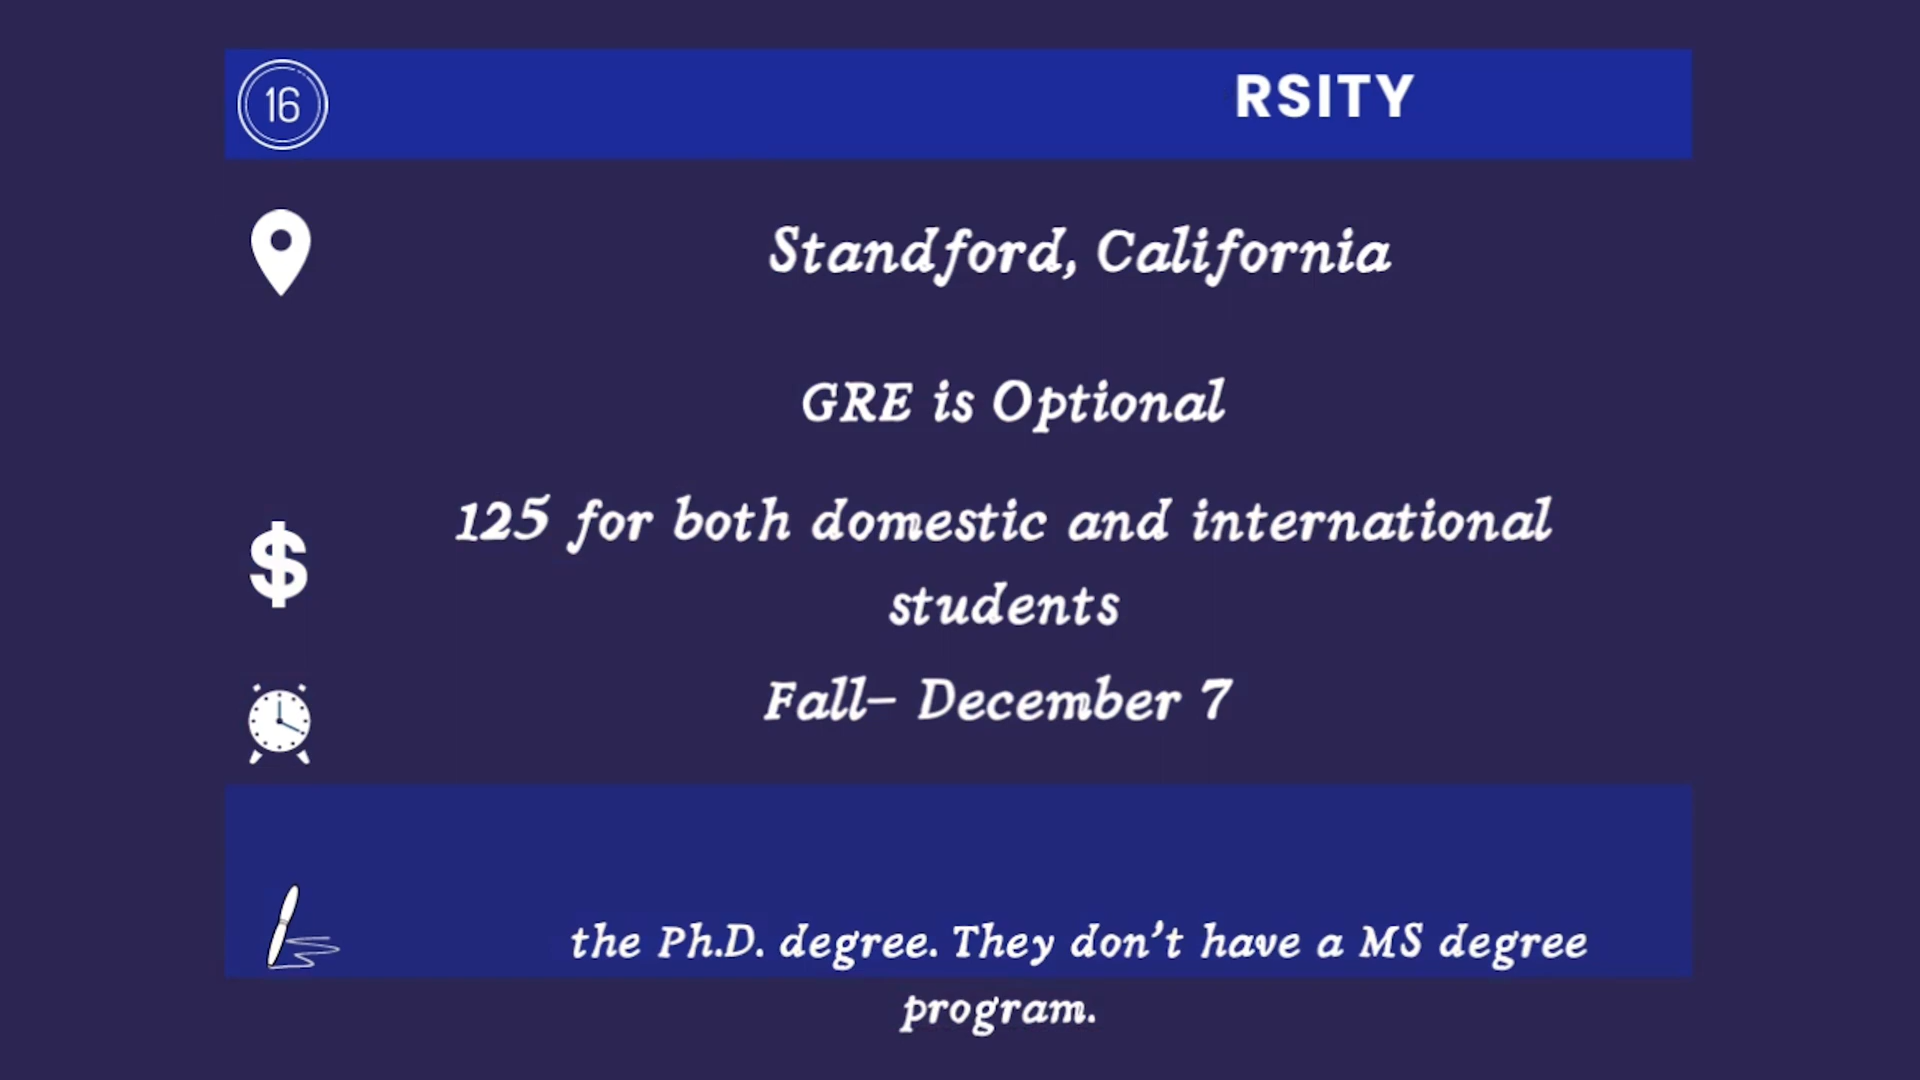 16
RSITY
Standford, California
GRE is Optional
$
125 for both domestic and international
students
Fall– December 7
the Ph.D. degree. They don't have a MS degree
program.